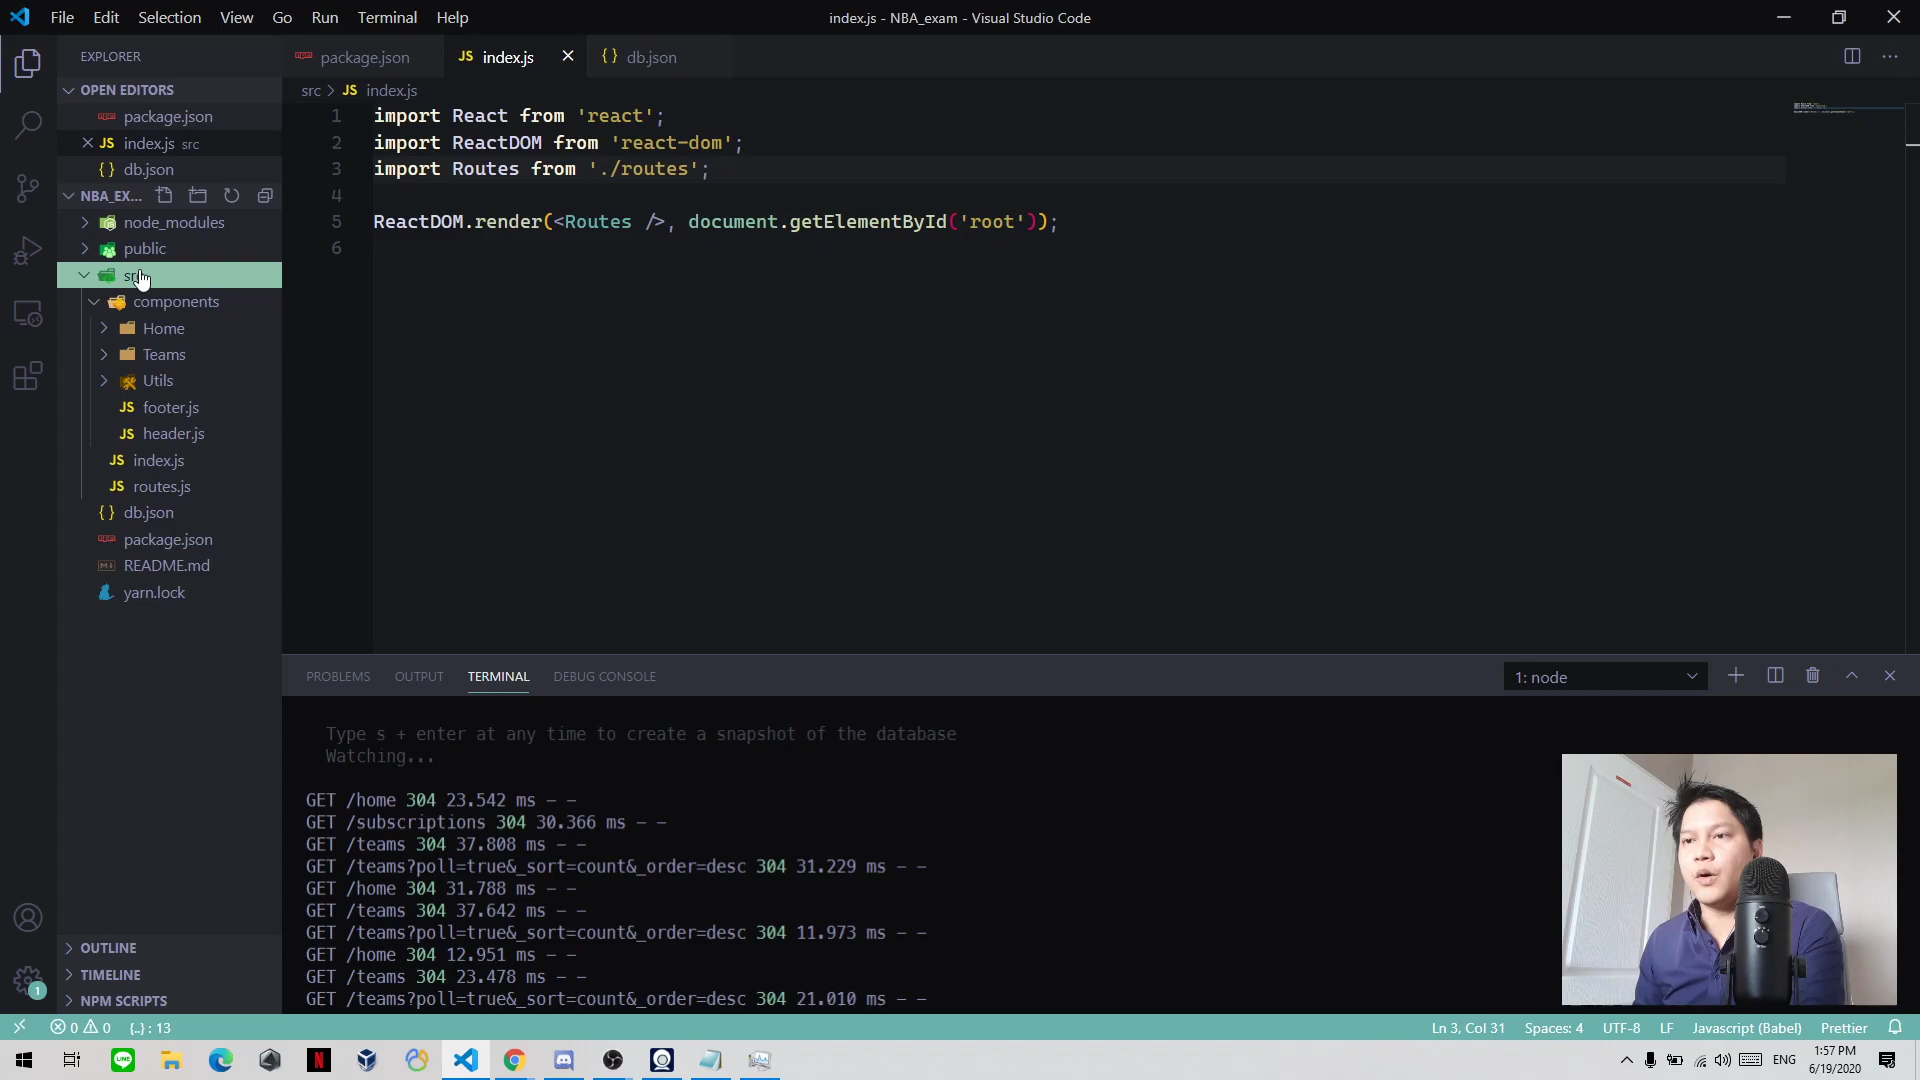 File Edit Selection View Go Run Terminal Help
index.js - NBA_exam - Visual Studio Code
EXPLORER
OPEN EDITORS
package.json
index.js src
db.json
NBA_EX...
node_modules
public
components
Home
Teams
Utils
footer.js
header.js
index.js
routes.js
db.json
package.json
README.md
yarn.lock
OUTLINE
TIMELINE
NPM SCRIPTS
package.json
JS index.js
{} db.json
src > JS index.js
1 import React from 'react';
2 import ReactDOM from 'react-dom';
3 import Routes from './routes';
4
5 ReactDOM.render(<Routes />, document.getElementById('root'));
6
PROBLEMS OUTPUT TERMINAL DEBUG CONSOLE
1: node
Type s + enter at any time to create a snapshot of the database
Watching...
GET /home 304 23.542 ms - -
GET /subscriptions 304 30.366 ms - -
GET /teams 304 37.808 ms - -
GET /teams?poll=true&_sort=count&_order=desc 304 31.229 ms - -
GET /home 304 31.788 ms - -
GET /teams 304 37.642 ms - -
GET /teams?poll=true&_sort=count&_order=desc 304 11.973 ms - -
GET /home 304 12.951 ms - -
GET /teams 304 23.478 ms - -
GET /teams?poll=true&_sort=count&_order=desc 304 21.010 ms - -
0 0 {..} : 13
Ln 3, Col 31 Spaces: 4 UTF-8 LF Javascript (Babel) Prettier
ENG
1:57 PM
6/19/2020